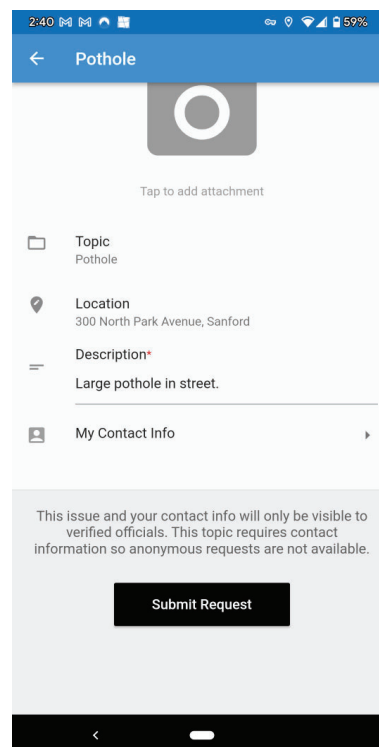 2:40 59%
Pothole
Tap to add attachment
Topic
Pothole
Location
300 North Park Avenue, Sanford
Description*
Large pothole in street.
My Contact Info
This issue and your contact info will only be visible to
verified officials. This topic requires contact
information so anonymous requests are not available.
Submit Request